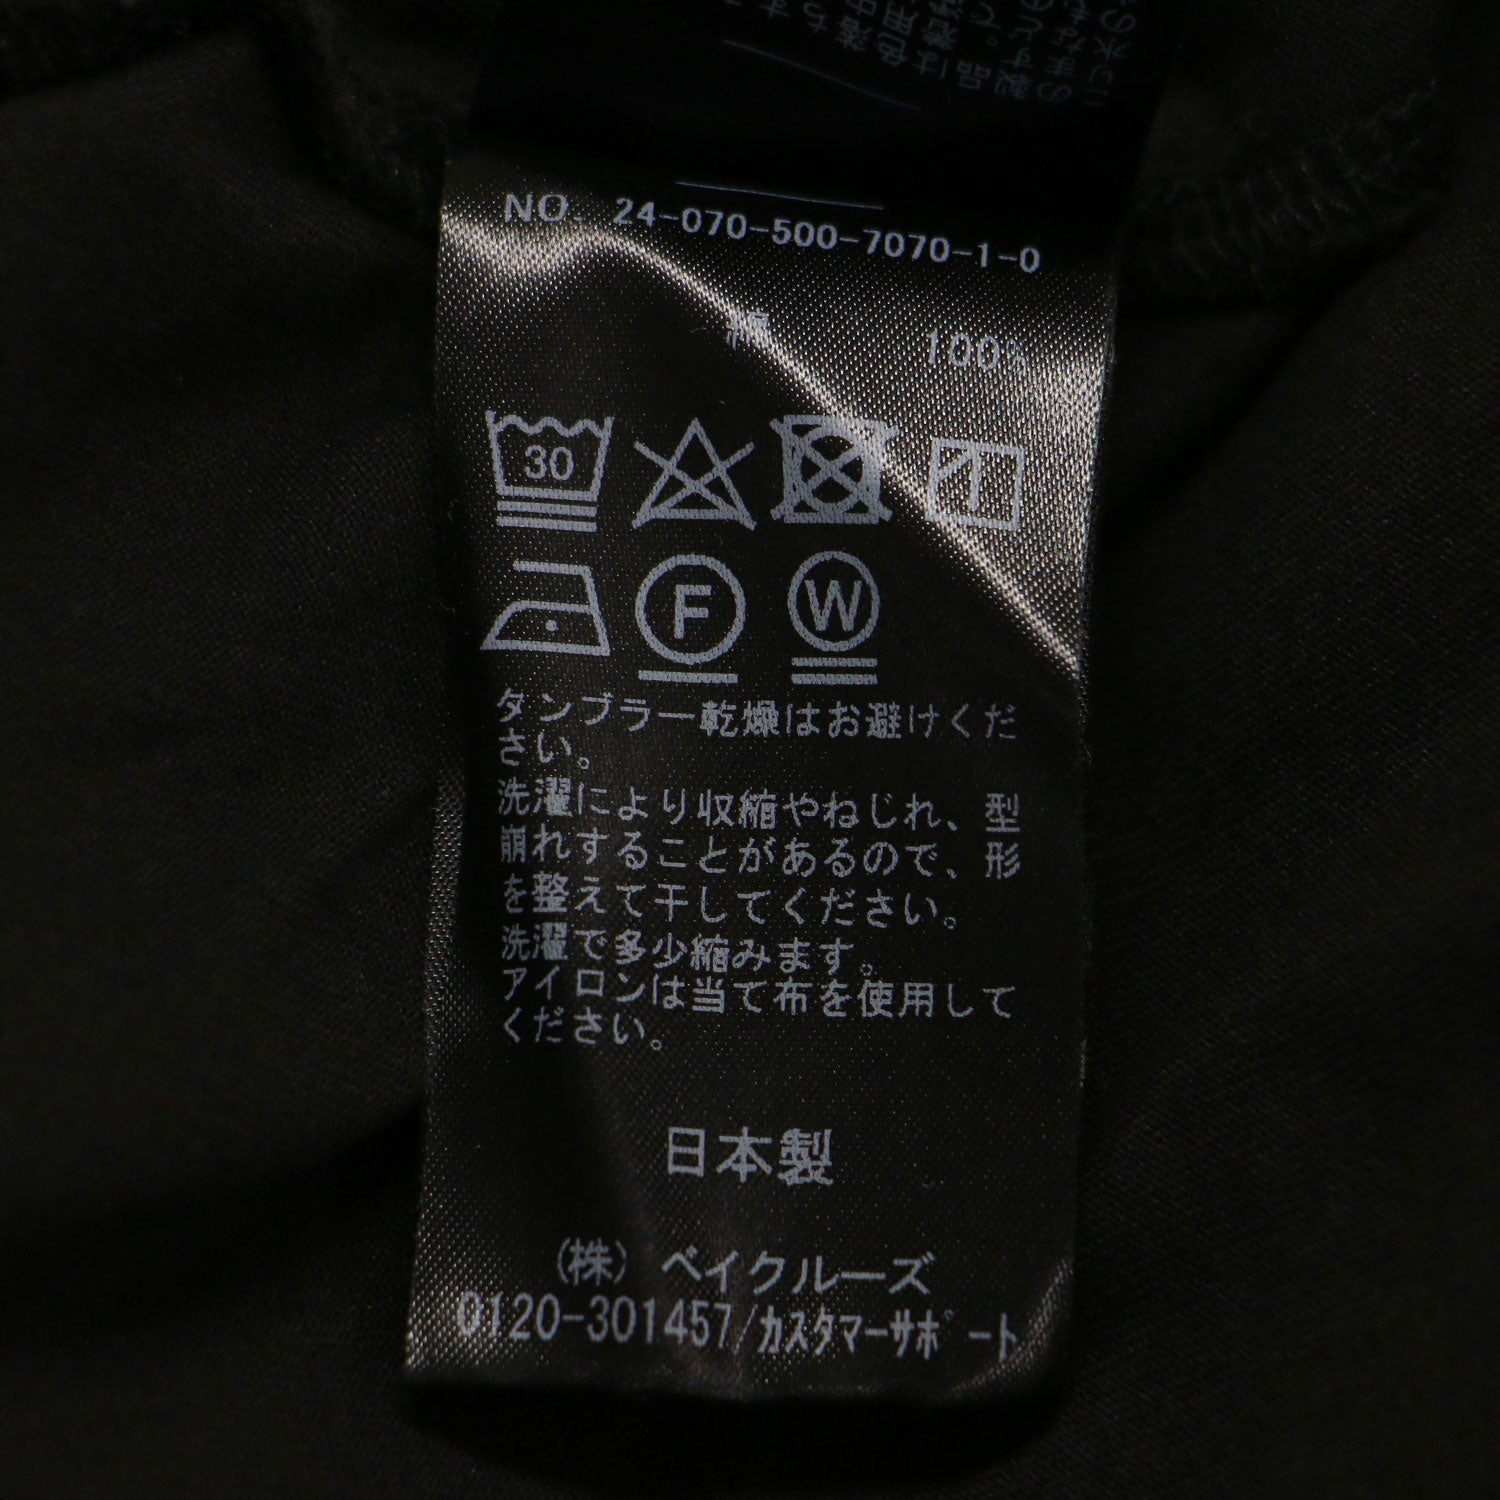 NO. 24-070-500-7070-1-0
綿 100%
30
F W
タンブラー乾燥はお避けくだ
さい。
洗濯により収縮やねじれ、型
崩れすることがあるので、形
を整えて干してください。
洗濯で多少縮みます。
アイロンは当て布を使用して
ください。
日本製
(株) ベイクルーズ
0120-301457/カスタマーサポート